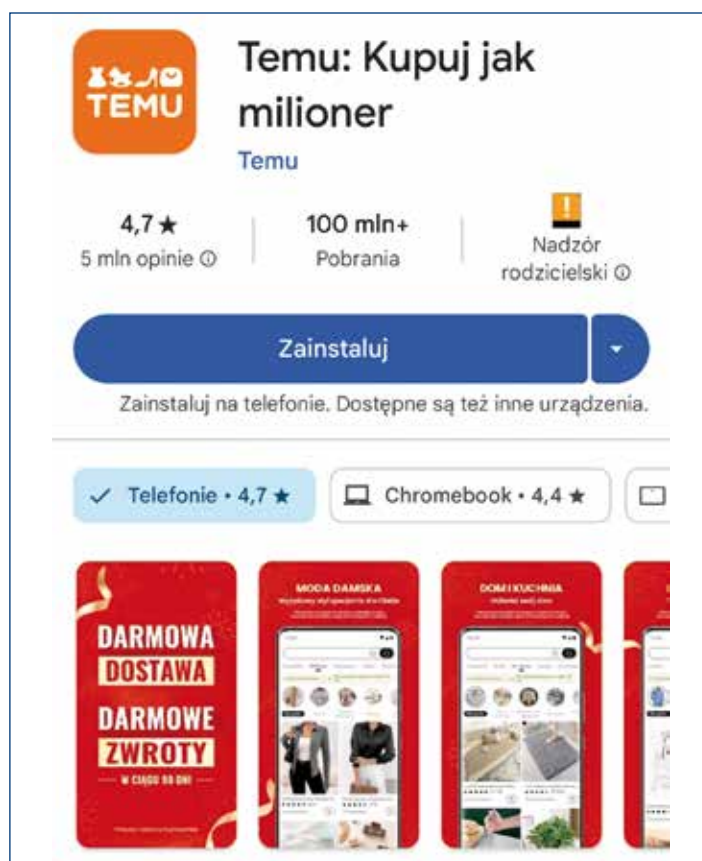 TEMU
Temu: Kupuj jak
milioner
Temu
4,7 ★
5 mln opinie
100 mln+
Pobrania
Nadzór
rodzicielski
Zainstaluj
Zainstaluj na telefonie. Dostępne są też inne urządzenia.
Telefonie • 4,7 ★
Chromebook • 4,4 ★
DARMOWA
DOSTAWA
DARMOWE
ZWROTY
MODA DAMSKA
DOM I KUCHNIA